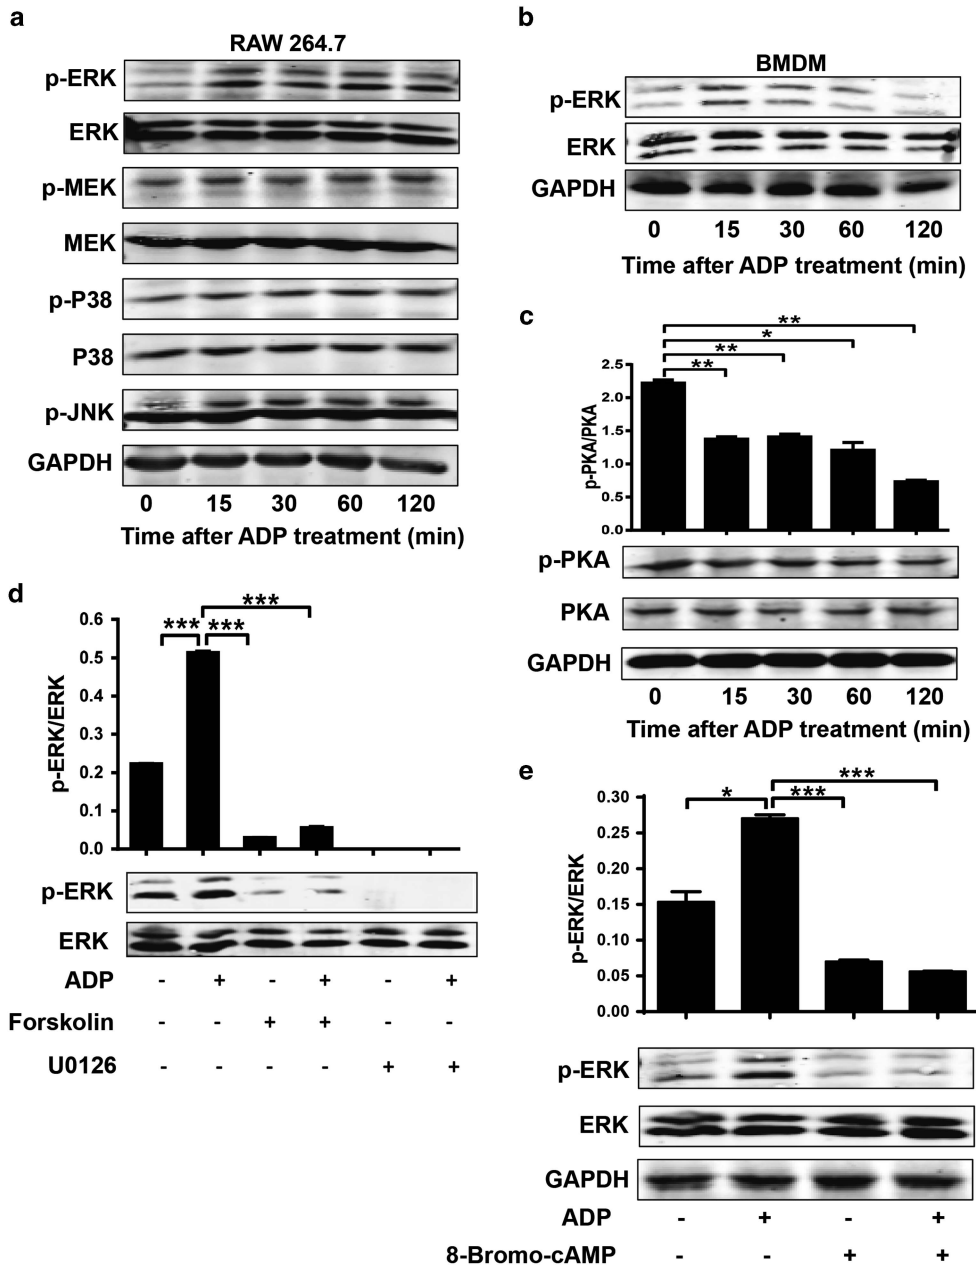 a
RAW 264.7
p-ERK
ERK
p-MEK
MEK
p-P38
P38
p-JNK
GAPDH
0 15 30 60 120
Time after ADP treatment (min)
b
BMDM
p-ERK
ERK
GAPDH
0 15 30 60 120
Time after ADP treatment (min)
c
**
*
**
**
2.5
2.0
1.5
1.0
0.5
0.0
p-PKA/PKA
p-PKA
PKA
GAPDH
0 15 30 60 120
Time after ADP treatment (min)
d
***
*** ***
0.6
0.5
0.4
0.3
0.2
0.1
0.0
p-ERK/ERK
p-ERK
ERK
ADP - + - + - +
Forskolin - - + + - -
U0126 - - - - + +
e
***
* ***
0.30
0.25
0.20
0.15
0.10
0.05
0.00
p-ERK/ERK
p-ERK
ERK
GAPDH
ADP - + - +
8-Bromo-cAMP - - + +